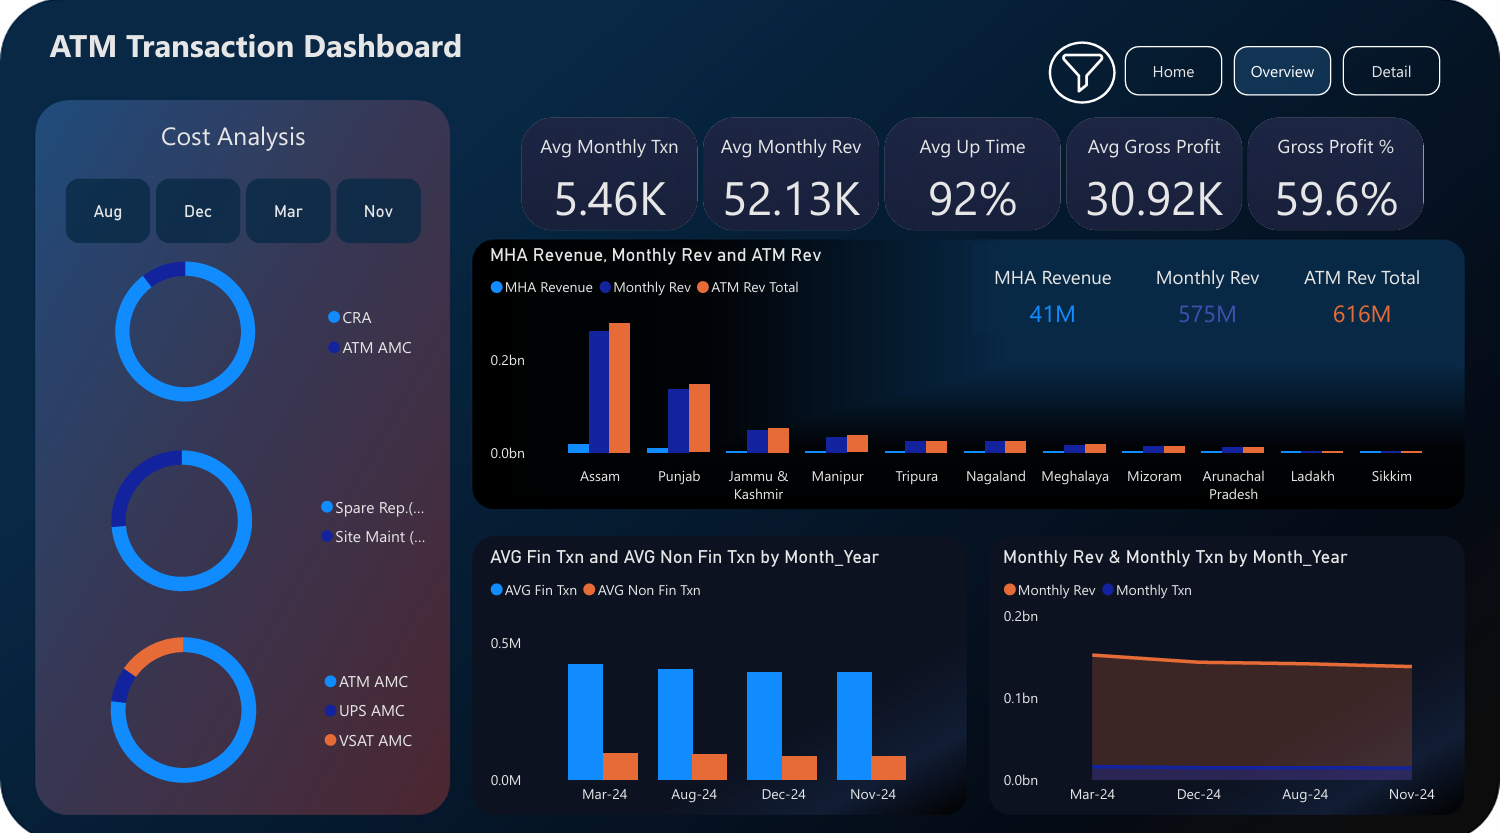 ATM Transaction Dashboard
Home
Overview
Detail
Cost Analysis
Aug
Dec
Mar
Nov
CRA
ATM AMC
Spare Rep.(...
Site Maint (...
ATM AMC
UPS AMC
VSAT AMC
Avg Monthly Txn
5.46K
Avg Monthly Rev
52.13K
Avg Up Time
92%
Avg Gross Profit
30.92K
Gross Profit %
59.6%
MHA Revenue, Monthly Rev and ATM Rev
MHA Revenue Monthly Rev ATM Rev Total
MHA Revenue
41M
Monthly Rev
575M
ATM Rev Total
616M
0.2bn
0.0bn
Assam
Punjab
Jammu &
Kashmir
Manipur
Tripura
Nagaland
Meghalaya
Mizoram
Arunachal
Pradesh
Ladakh
Sikkim
AVG Fin Txn and AVG Non Fin Txn by Month_Year
AVG Fin Txn AVG Non Fin Txn
0.5M
0.0M
Mar-24
Aug-24
Dec-24
Nov-24
Monthly Rev & Monthly Txn by Month_Year
Monthly Rev Monthly Txn
0.2bn
0.1bn
0.0bn
Mar-24
Dec-24
Aug-24
Nov-24